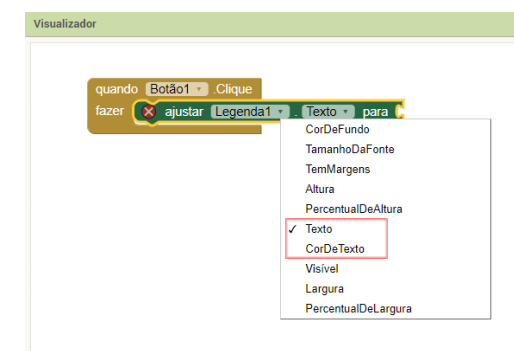 Visualizador
quando Botão1 .Clique
fazer ajustar Legenda1 . Texto para
CorDeFundo
TamanhoDaFonte
TemMargens
Altura
PercentualDeAltura
✓ Texto
CorDeTexto
Visível
Largura
PercentualDeLargura